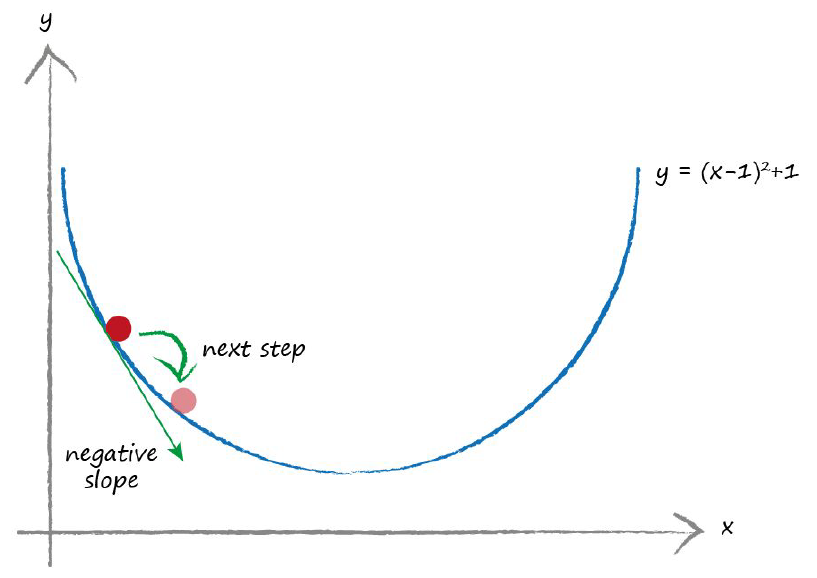 y
y = (x-1)²+1
next step
negative
slope
x